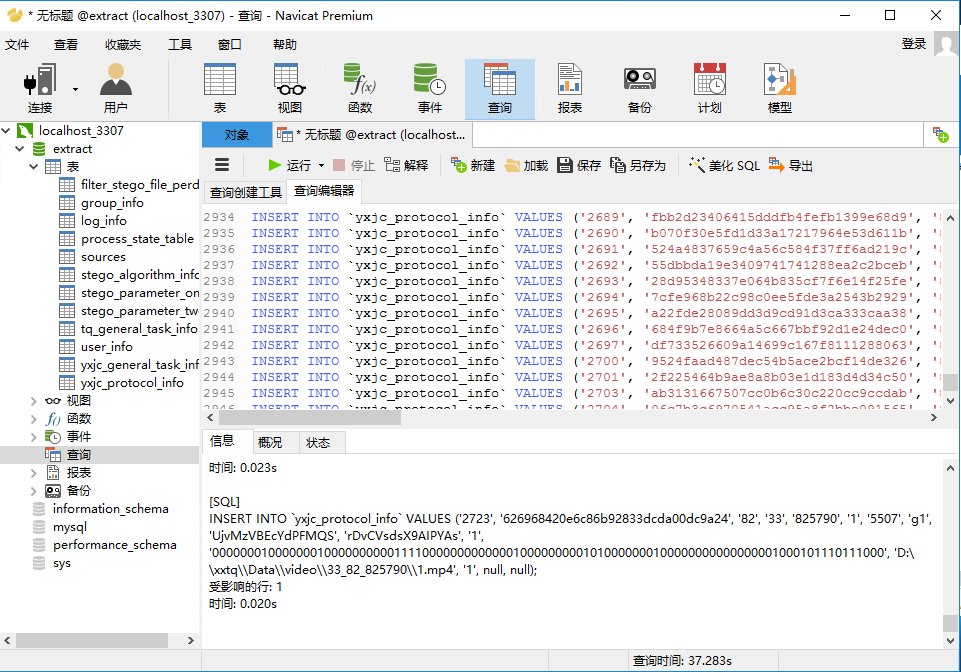 * 无标题 @extract (localhost_3307) - 查询 - Navicat Premium
文件 查看 收藏夹 工具 窗口 帮助 登录
连接 用户 表 视图 函数 事件 查询 报表 备份 计划 模型
localhost_3307
extract
表
filter_stego_file_perd
group_info
log_info
process_state_table
sources
stego_algorithm_info
stego_parameter_on
stego_parameter_tw
tq_general_task_info
user_info
yxjc_general_task_inf
yxjc_protocol_info
视图
函数
事件
查询
报表
备份
information_schema
mysql
performance_schema
sys
对象 * 无标题 @extract (localhost...
运行 停止 解释 新建 加载 保存 另存为 美化 SQL 导出
查询创建工具 查询编辑器
2934 INSERT INTO `yxjc_protocol_info` VALUES ('2689', 'fbb2d23406415dddfb4fefb1399e68d9', '
2935 INSERT INTO `yxjc_protocol_info` VALUES ('2690', 'b070f30e5fd1d33a17217964e53d611b', '
2936 INSERT INTO `yxjc_protocol_info` VALUES ('2691', '524a4837659c4a56c584f37ff6ad219c', '
2937 INSERT INTO `yxjc_protocol_info` VALUES ('2692', '55dbbda19e3409741741288ea2c2bceb', '
2938 INSERT INTO `yxjc_protocol_info` VALUES ('2693', '28d95348337e064b835cf7f6e14f25fe', '
2939 INSERT INTO `yxjc_protocol_info` VALUES ('2694', '7cfe968b22c98c0ee5fde3a2543b2929', '
2940 INSERT INTO `yxjc_protocol_info` VALUES ('2695', 'a22fde28089dd3d9cd91d3ca333caa38', '
2941 INSERT INTO `yxjc_protocol_info` VALUES ('2696', '684f9b7e8664a5c667bbf92d1e24dec0', '
2942 INSERT INTO `yxjc_protocol_info` VALUES ('2697', 'df733526609a14699c167f8111288063', '
2943 INSERT INTO `yxjc_protocol_info` VALUES ('2700', '9524faad487dec54b5ace2bcf14de326', '
2944 INSERT INTO `yxjc_protocol_info` VALUES ('2701', '2f225464b9ae8a8b03e1d183d4d34c50', '
2945 INSERT INTO `yxjc_protocol_info` VALUES ('2703', 'ab3131667507cc0b6c30c220cc9ccdab', '
2946 INSERT INTO `yxjc_protocol_info` VALUES ('2704',
信息 概况 状态
时间: 0.023s
[SQL]
INSERT INTO `yxjc_protocol_info` VALUES ('2723', '626968420e6c86b92833dcda00dc9a24', '82', '33', '825790', '1', '5507', 'g1',
'UjvMzVBEcYdPFMQS', 'rDvCVsdsX9AIPYAs', '1',
'D:\
\xxtq\\Data\\video\\33_82_825790\\1.mp4', '1', null, null);
受影响的行: 1
时间: 0.020s
查询时间: 37.283s